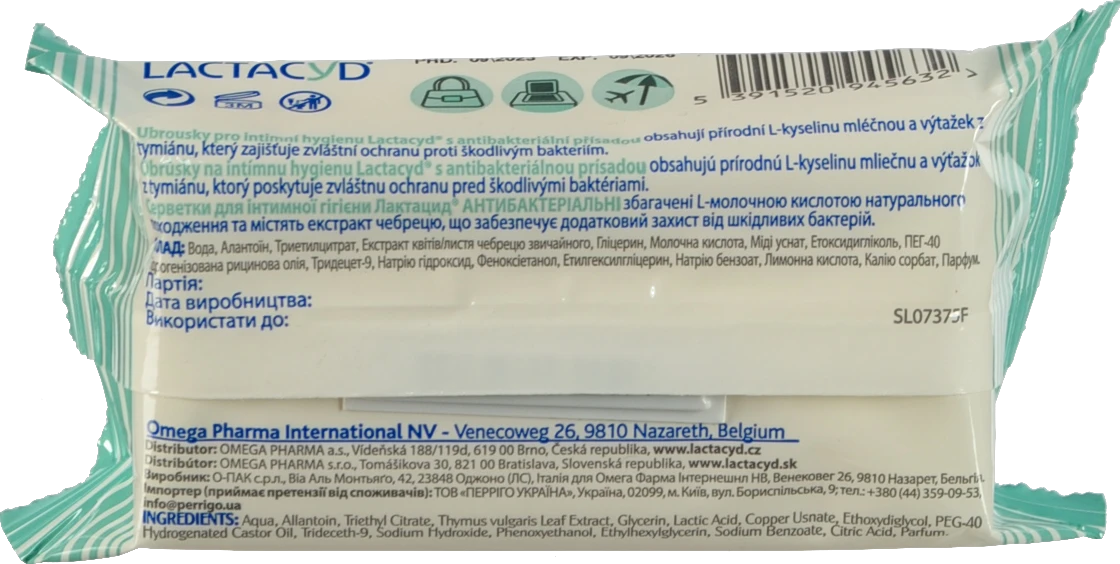 LACTACYD®
PRD: 09.2023 EXP: 09.2026
3M
5 391520 945632 >
Ubrousky pro intimní hygienu Lactacyd® s antibakteriální přísadou obsahují přírodní L-kyselinu mléčnou a výtažek z
tymiánu, který zajišťuje zvláštní ochranu proti škodlivým bakteriím.
Obrúsky na intímnu hygienu Lactacyd® s antibakteriálnou prísadou obsahujú prírodnú L-kyselinu mliečnu a výťažok
z tymiánu, ktorý poskytuje zvláštnu ochranu pred škodlivými baktériami.
Серветки для інтимної гігієни Лактацид® АНТИБАКТЕРІАЛЬНІ збагачені L-молочною кислотою натурального
походження та містять екстракт чебрецю, що забезпечує додатковий захист від шкідливих бактерій.
СКЛАД: Вода, Алантоїн, Триетилцитрат, Екстракт квітів/листя чебрецю звичайного, Гліцерин, Молочна кислота, Міді уснат, Етоксидигліколь, ПЕГ-40
гідрогенізована рицинова олія, Тридецет-9, Натрію гідроксид, Феноксіетанол, Етилгексилгліцерин, Натрію бензоат, Лимонна кислота, Калію сорбат, Парфум.
Партія:
Дата виробництва:
Використати до:
SL07375F
Omega Pharma International NV - Venecoweg 26, 9810 Nazareth, Belgium
Distributor: OMEGA PHARMA a.s., Vídeňská 188/119d, 619 00 Brno, Česká republika, www.lactacyd.cz
Distribútor: OMEGA PHARMA s.r.o., Tomášikova 30, 821 00 Bratislava, Slovenská republika, www.lactacyd.sk
Виробник: О-ПАК с.р.л., Віа Аль Монтьяго, 42, 23848 Оджоно (ЛС), Італія для Омега Фарма Інтернешнл НВ, Венековег 26, 9810 Назарет, Бельгія.
Імпортер (приймає претензії від споживачів): ТОВ «ПЕРРІГО УКРАЇНА», Україна, 02099, м. Київ, вул. Бориспільська, 9; тел.: +380 (44) 359-09-53,
info@perrigo.ua
INGREDIENTS: Aqua, Allantoin, Triethyl Citrate, Thymus vulgaris Leaf Extract, Glycerin, Lactic Acid, Copper Usnate, Ethoxydiglycol, PEG-40
Hydrogenated Castor Oil, Trideceth-9, Sodium Hydroxide, Phenoxyethanol, Ethylhexylglycerin, Sodium Benzoate, Citric Acid, Parfum.